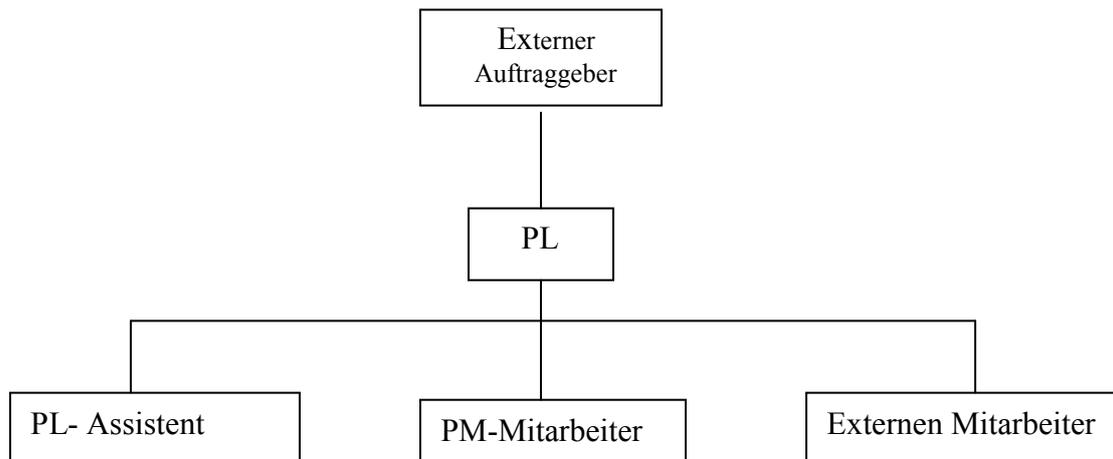 Externer
Auftraggeber
PL
PL- Assistent
PM-Mitarbeiter
Externen Mitarbeiter